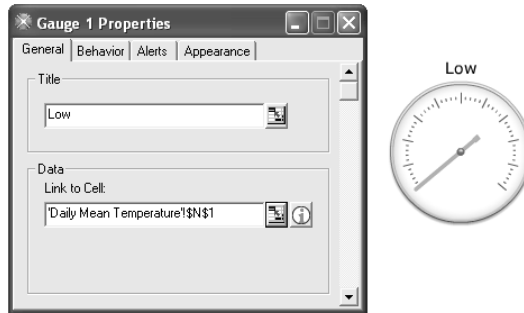 Gauge 1 Properties
General Behavior Alerts Appearance
Title
Low
Data
Link to Cell:
'Daily Mean Temperature'!$N$1
Low